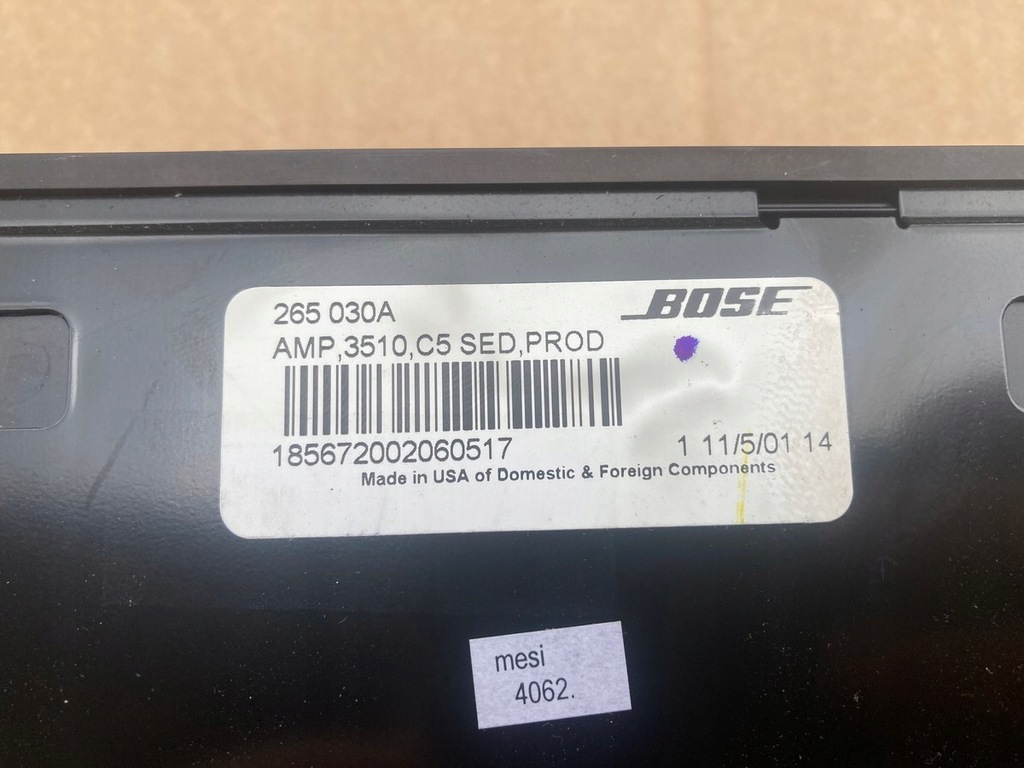 265 030A
BOSE
AMP,3510,C5 SED,PROD
185672002060517
1 11/5/01 14
Made in USA of Domestic & Foreign Components
mesi
4062.